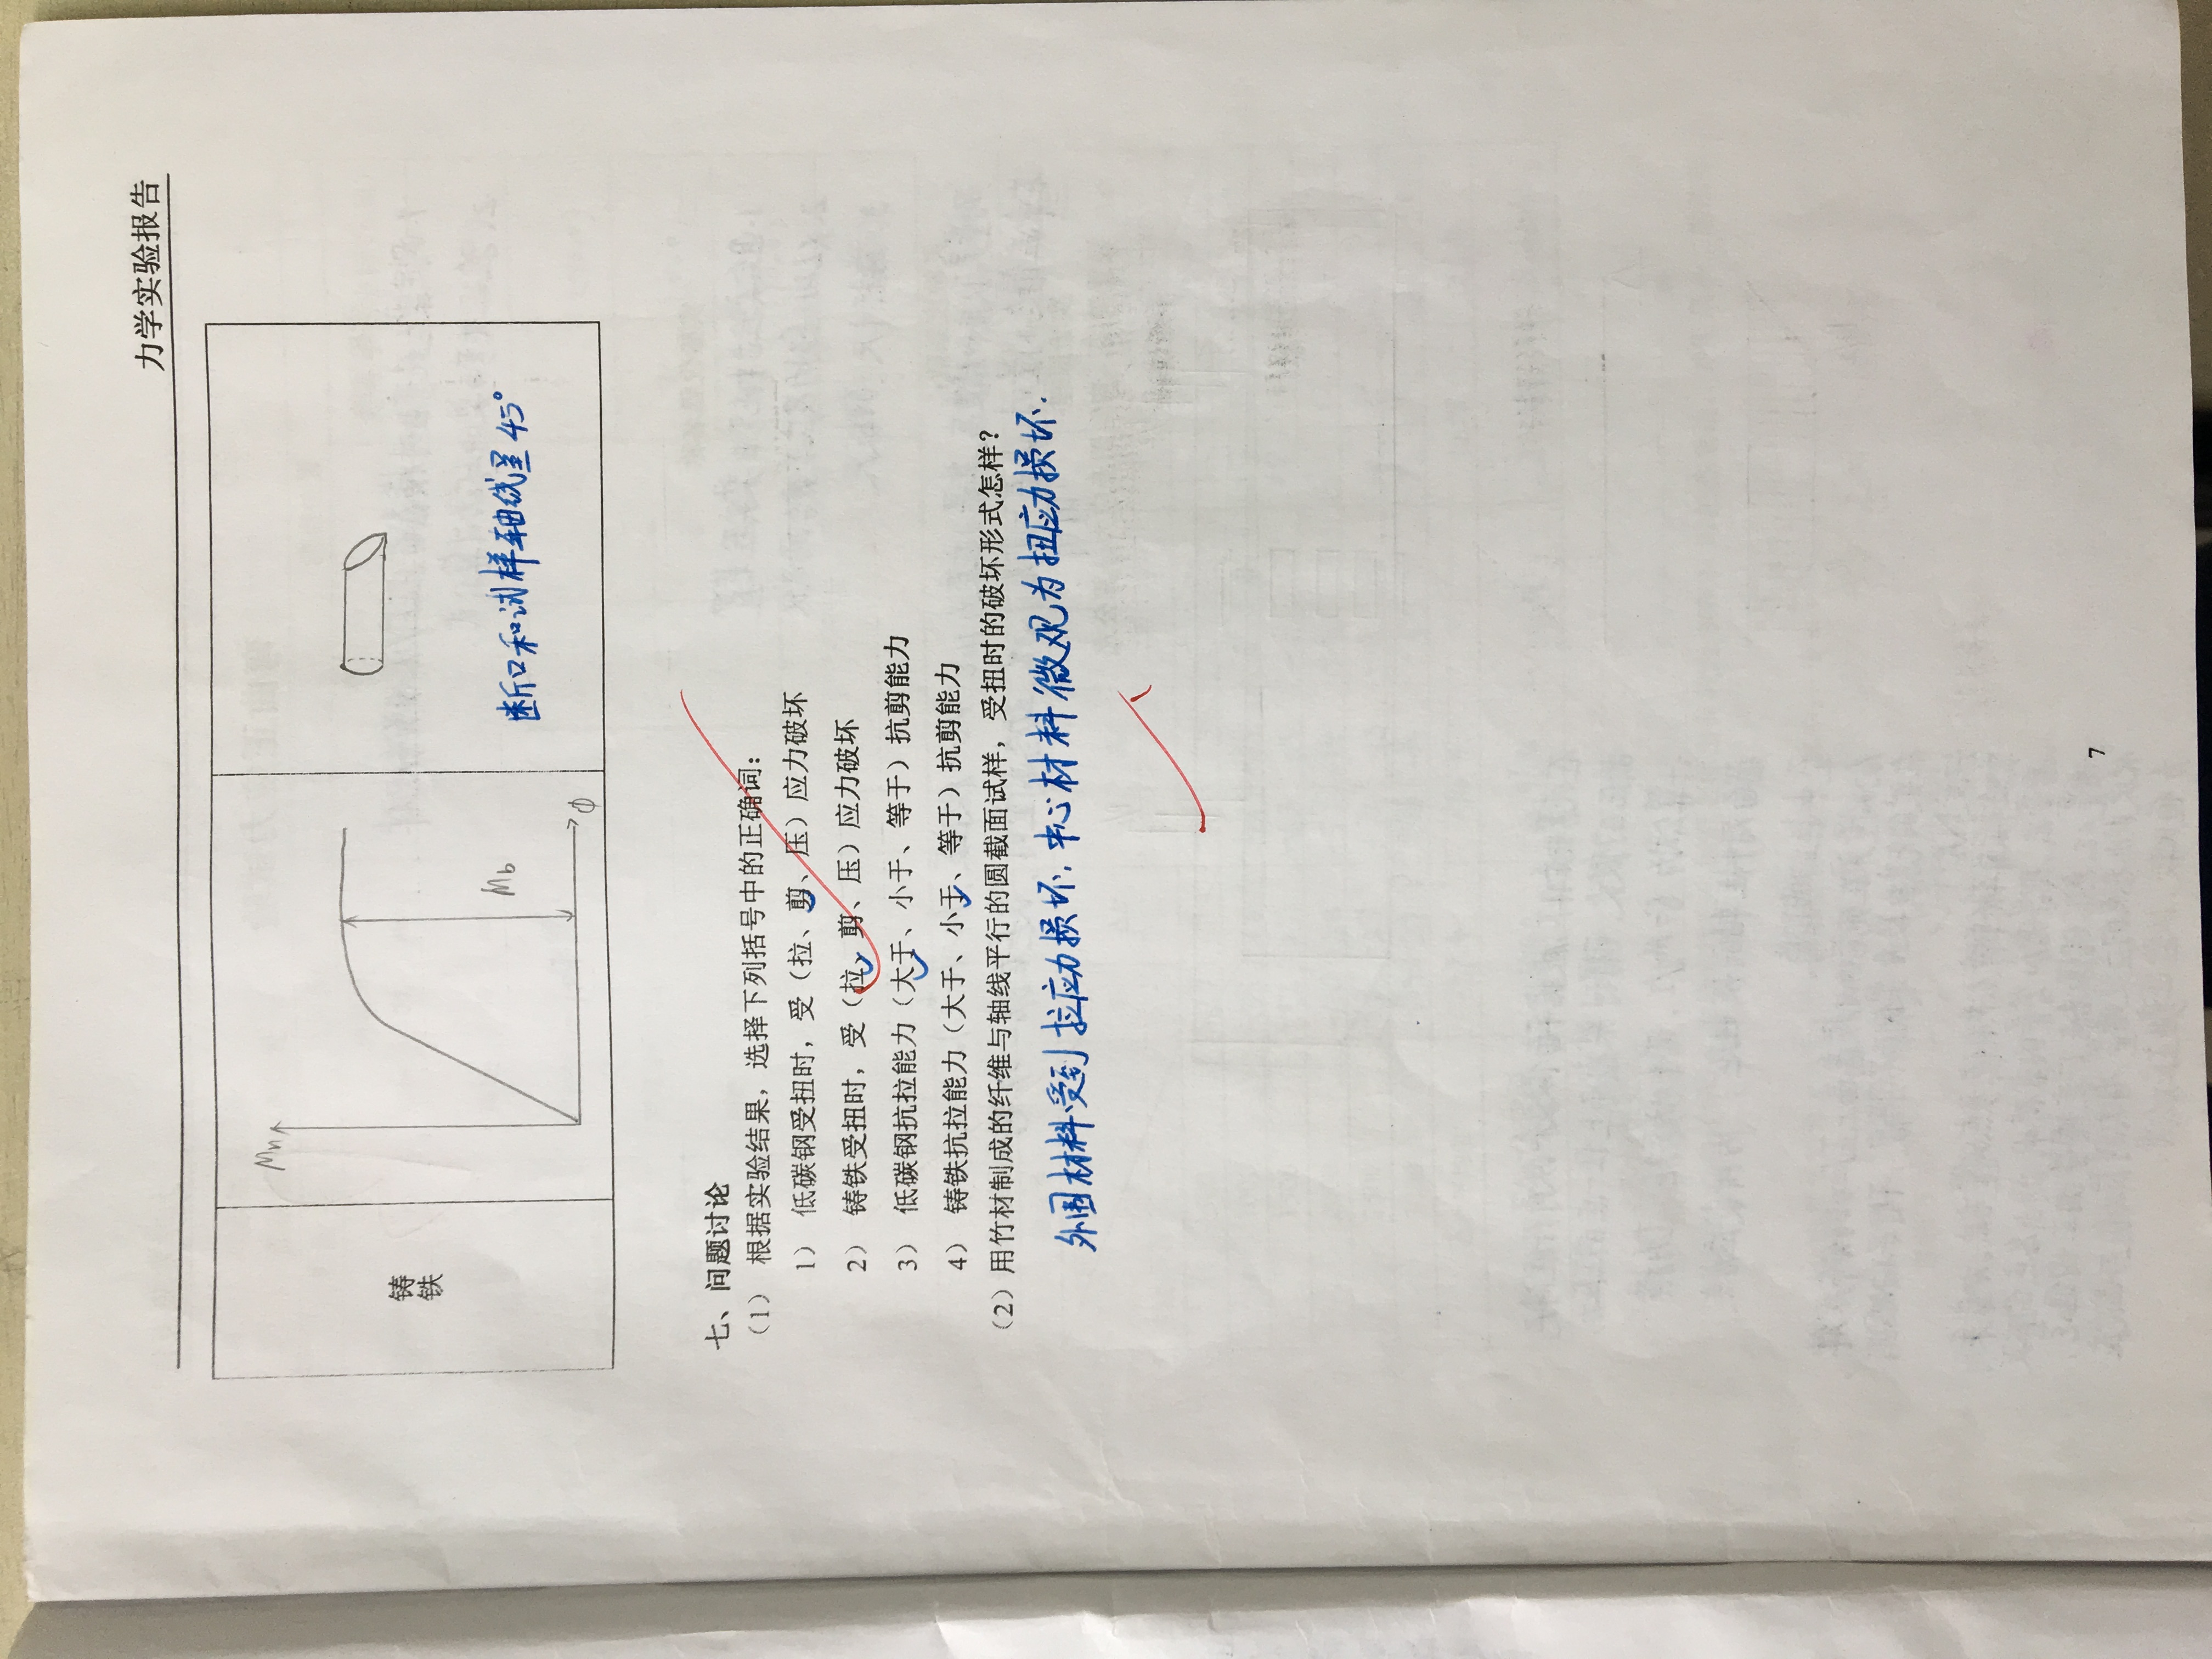 力学实验报告
铸
铁
Mn
Mb
φ
断口和试样轴线呈45°
七、问题讨论
（1） 根据实验结果，选择下列括号中的正确词：
1） 低碳钢受扭时，受（拉、剪、压）应力破坏
2） 铸铁受扭时，受（拉、剪、压）应力破坏
3） 低碳钢抗拉能力（大于、小于、等于）抗剪能力
4） 铸铁抗拉能力（大于、小于、等于）抗剪能力
（2）用竹材制成的纤维与轴线平行的圆截面试样，受扭时的破坏形式怎样？
外围材料受到拉应力损坏.中心材料微观为扭应力损坏.
7